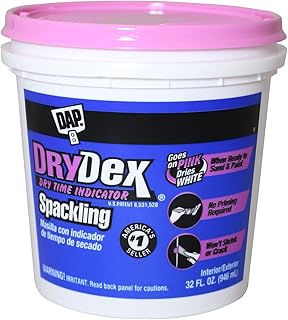 DAP.
DRYDEX®
DRY TIME INDICATOR
U.S. PATENT 6,531,528
Spackling
Masilla con indicador
de tiempo de secado
AMERICA'S
#1
SELLER
Goes
on PINK
Dries
WHITE
When Ready to
Sand & Paint
No Priming
Required
Won't Shrink
or Crack
WARNING! IRRITANT. Read back panel for cautions.
Interior/Exterior
32 FL. OZ. (946 mL)